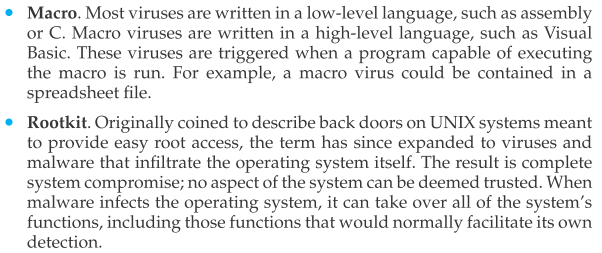 • Macro. Most viruses are written in a low-level language, such as assembly
or C. Macro viruses are written in a high-level language, such as Visual
Basic. These viruses are triggered when a program capable of executing
the macro is run. For example, a macro virus could be contained in a
spreadsheet file.
• Rootkit. Originally coined to describe back doors on UNIX systems meant
to provide easy root access, the term has since expanded to viruses and
malware that infiltrate the operating system itself. The result is complete
system compromise; no aspect of the system can be deemed trusted. When
malware infects the operating system, it can take over all of the system’s
functions, including those functions that would normally facilitate its own
detection.